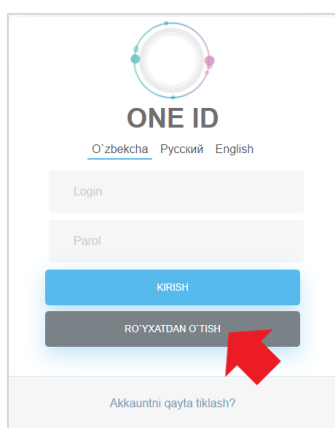 ONE ID
O`zbekcha Русский English
Login
Parol
KIRISH
RO`YXATDAN O`TISH
Akkauntni qayta tiklash?